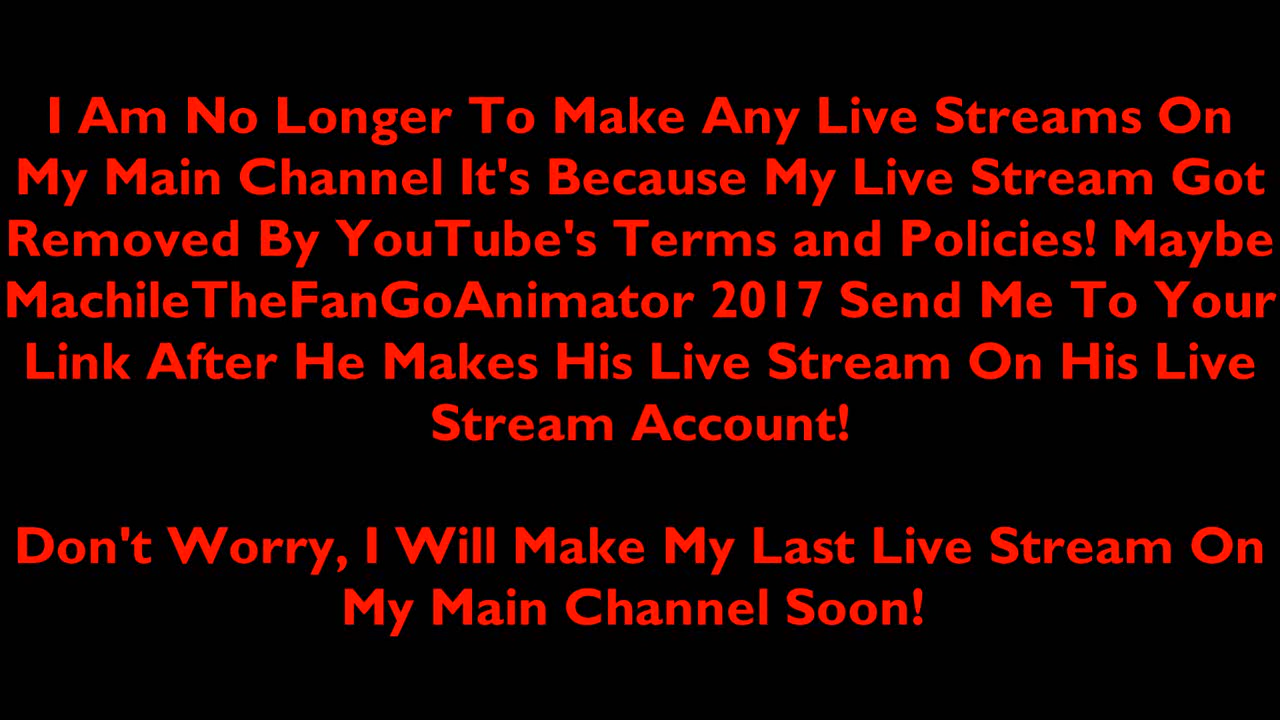 I Am No Longer To Make Any Live Streams On
My Main Channel It's Because My Live Stream Got
Removed By YouTube's Terms and Policies! Maybe
MachileTheFanGoAnimator 2017 Send Me To Your
Link After He Makes His Live Stream On His Live
Stream Account!
Don't Worry, I Will Make My Last Live Stream On
My Main Channel Soon!